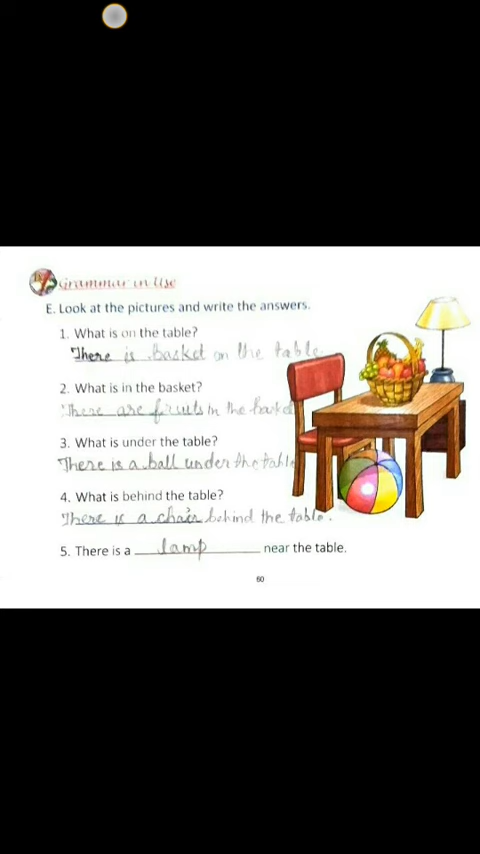 Grammar in Use
E. Look at the pictures and write the answers.
1. What is on the table?
There is basket on the table
2. What is in the basket?
There are fruits in the basket
3. What is under the table?
There is a ball under the table
4. What is behind the table?
There is a chair behind the table.
5. There is a lamp near the table.
60